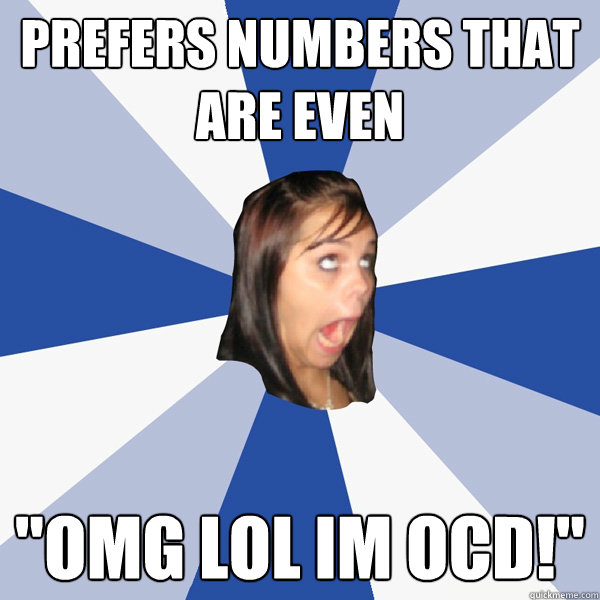 PREFERS NUMBERS THAT
ARE EVEN
"OMG LOL IM OCD!"
quickmeme.com